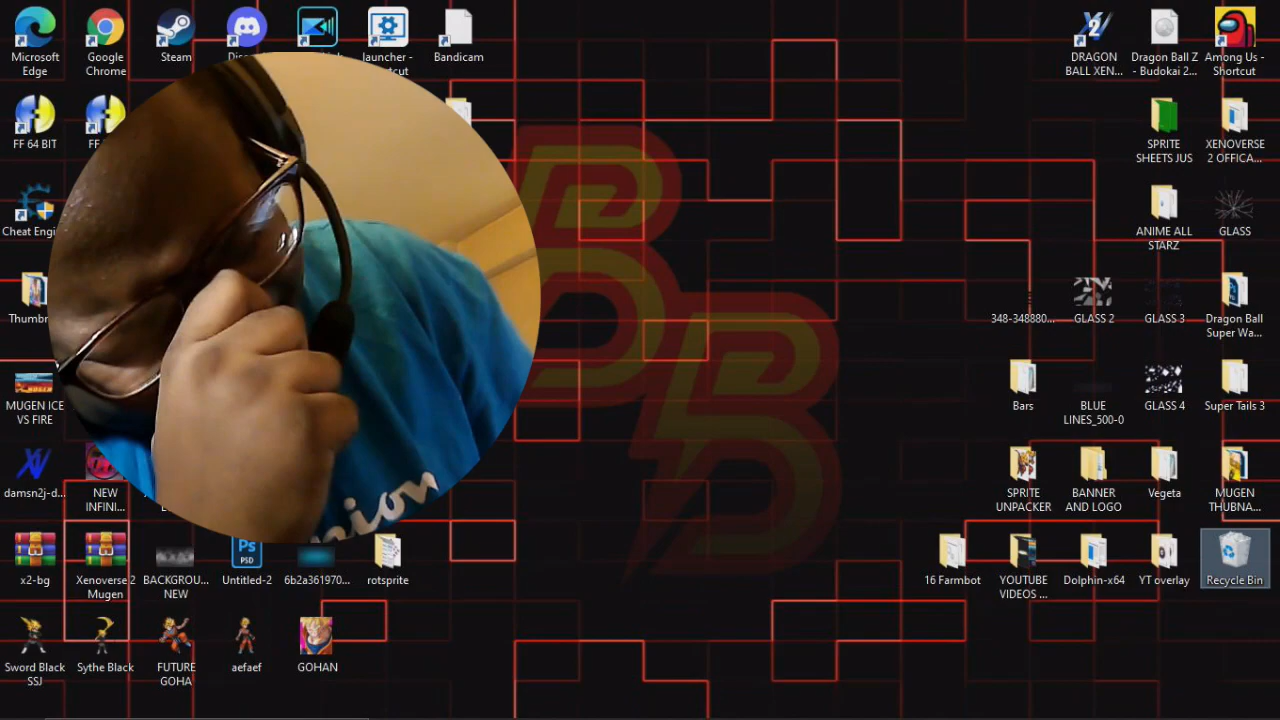 Microsoft
Edge
Google
Chrome
Steam
launcher -
Bandicam
DRAGON
BALL XEN...
Dragon Ball Z
- Budokai 2...
Among Us -
Shortcut
FF 64 BIT
SPRITE
SHEETS JUS
XENOVERSE
2 OFFICA...
ANIME ALL
STARZ
GLASS
348-348880...
GLASS 2
GLASS 3
Dragon Ball
Super Wa...
MUGEN ICE
VS FIRE
Bars
BLUE
LINES_500-0
GLASS 4
Super Tails 3
damsn2j-d...
NEW
INFINI...
SPRITE
UNPACKER
BANNER
AND LOGO
Vegeta
MUGEN
THUBNA...
nion
Ps
PSD
x2-bg
Xenoverse 2
Mugen
BACKGROU...
NEW
Untitled-2
6b2a361970...
rotsprite
16 Farmbot
YOUTUBE
VIDEOS ...
Dolphin-x64
YT overlay
Recycle Bin
Sword Black
SSJ
Sythe Black
FUTURE
GOHA
aefaef
GOHAN